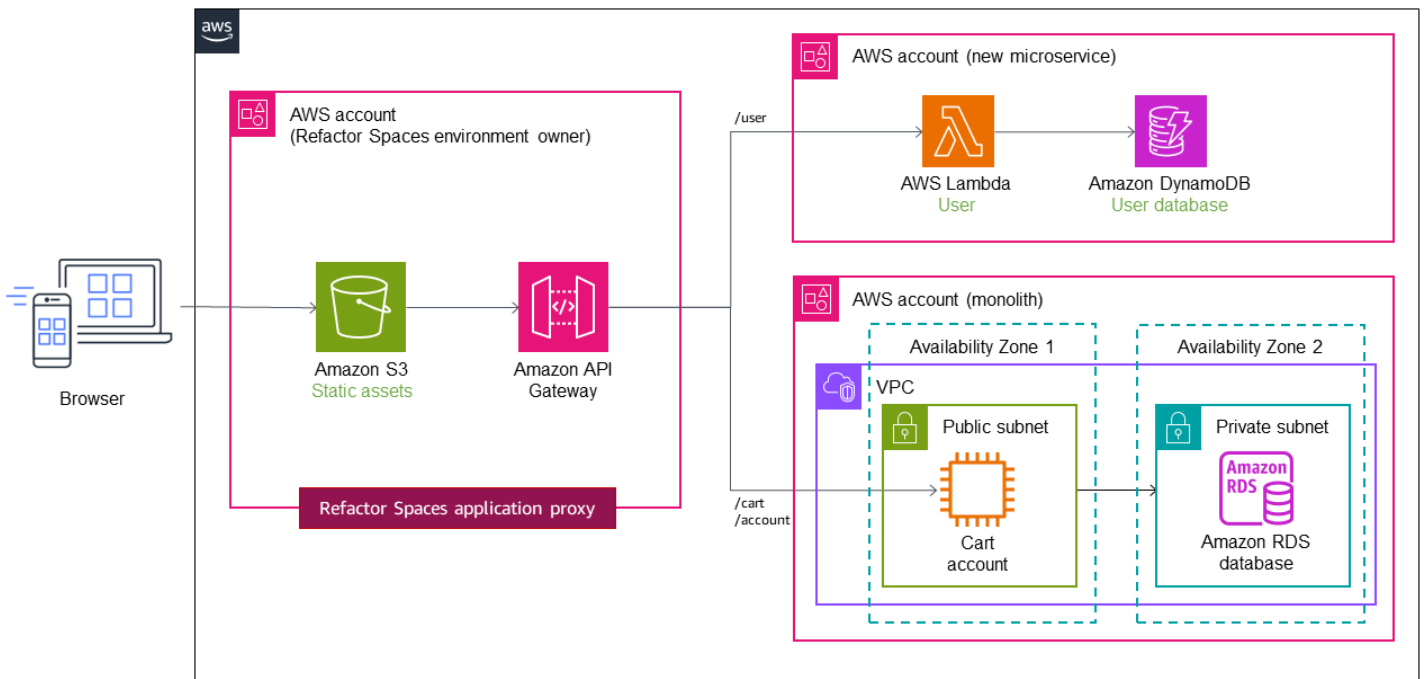 aws
AWS account (new microservice)
AWS account
(Refactor Spaces environment owner)
/user
AWS Lambda
User
Amazon DynamoDB
User database
Browser
Amazon S3
Static assets
Amazon API
Gateway
Refactor Spaces application proxy
AWS account (monolith)
Availability Zone 1
Availability Zone 2
VPC
Public subnet
Private subnet
Amazon
RDS
/cart
/account
Cart
account
Amazon RDS
database